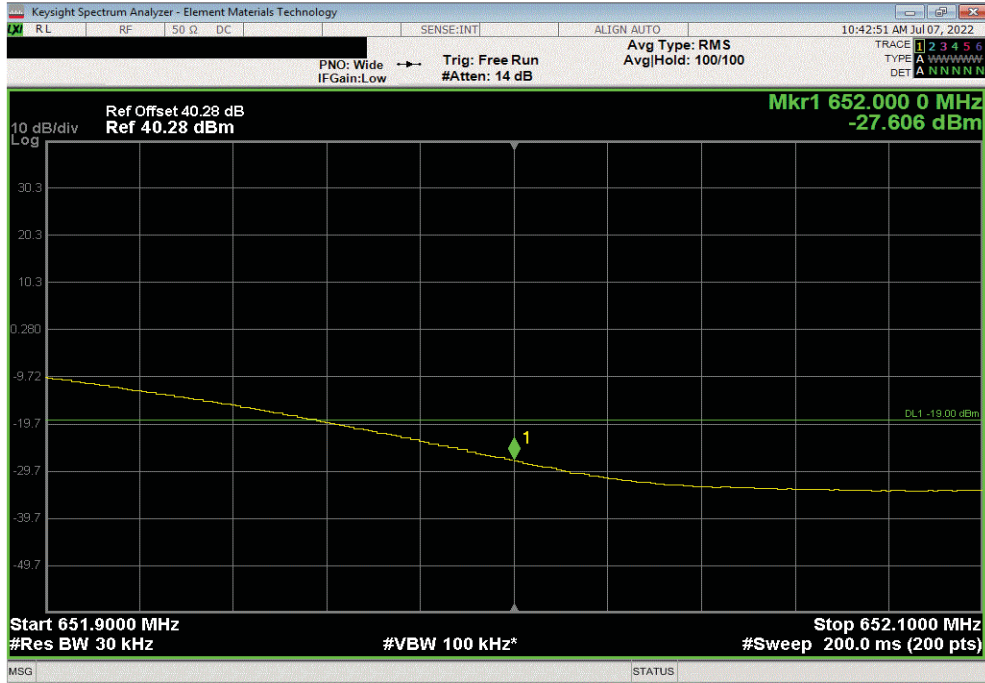 Keysight Spectrum Analyzer - Element Materials Technology
LXI RL RF 50 Ω DC SENSE:INT ALIGN AUTO 10:42:51 AM Jul 07, 2022
PNO: Wide Trig: Free Run Avg Type: RMS TRACE 1 2 3 4 5 6
IFGain:Low #Atten: 14 dB Avg|Hold: 100/100 TYPE A WWWWW
DET A N N N N N
Mkr1 652.000 0 MHz
-27.606 dBm
Ref Offset 40.28 dB
10 dB/div Ref 40.28 dBm
Log
30.3
20.3
10.3
0.280
-9.72
DL1 -19.00 dBm
-19.7
1
-29.7
-39.7
-49.7
Start 651.9000 MHz Stop 652.1000 MHz
#Res BW 30 kHz #VBW 100 kHz* #Sweep 200.0 ms (200 pts)
MSG STATUS